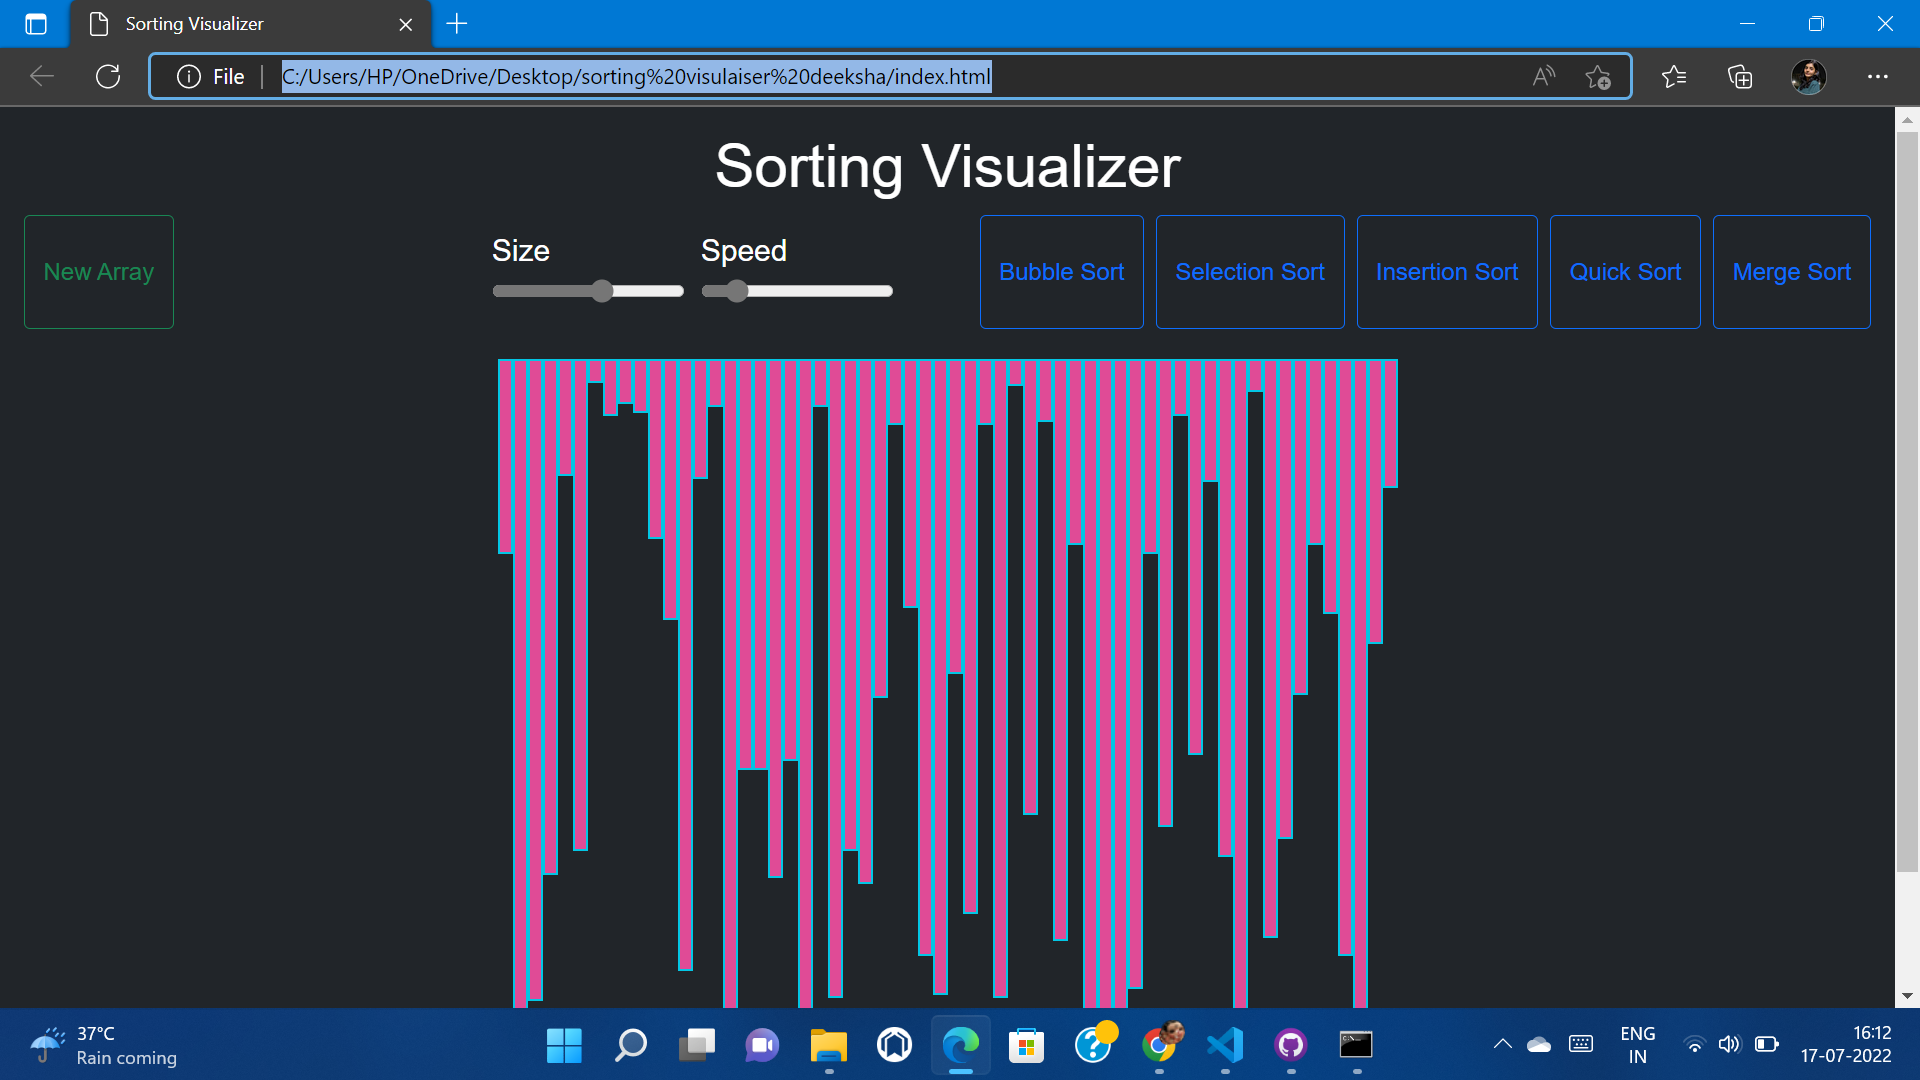 Sorting Visualizer
File
C:/Users/HP/OneDrive/Desktop/sorting%20visulaiser%20deeksha/index.html
Sorting Visualizer
New Array
Size
Speed
Bubble Sort
Selection Sort
Insertion Sort
Quick Sort
Merge Sort
37°C
Rain coming
ENG
IN
16:12
17-07-2022